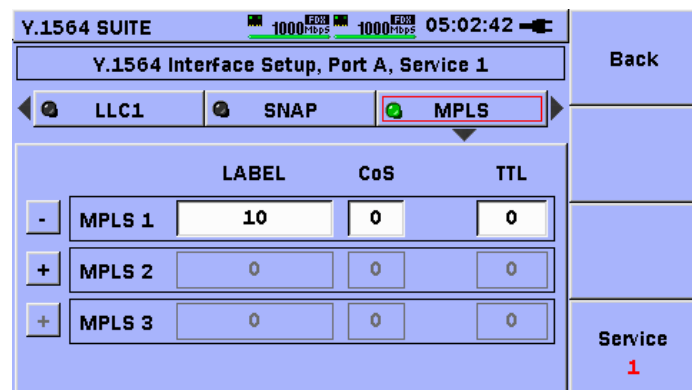 Y.1564 SUITE 1000 FDX Mbps 1000 FDX Mbps 05:02:42
Y.1564 Interface Setup, Port A, Service 1
Back
LLC1 SNAP MPLS
LABEL CoS TTL
- MPLS 1 10 0 0
+ MPLS 2 0 0 0
+ MPLS 3 0 0 0
Service
1